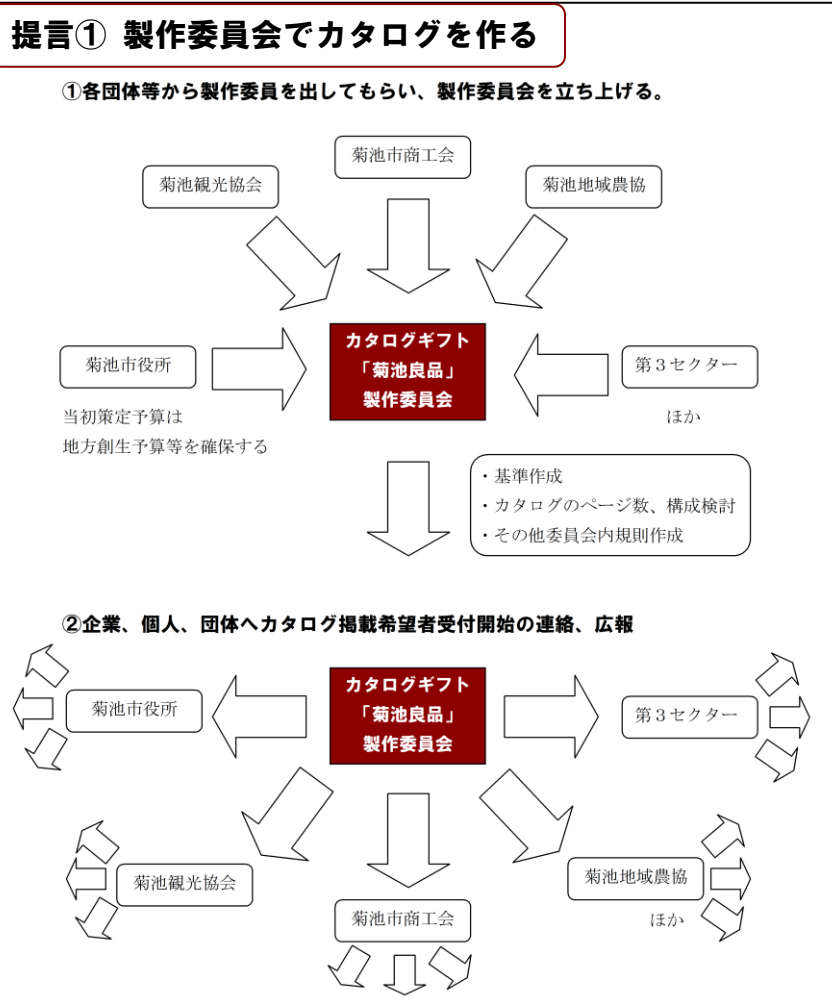 提言① 製作委員会でカタログを作る
①各団体等から製作委員を出してもらい、製作委員会を立ち上げる。
菊池市商工会
菊池観光協会
菊池地域農協
カタログギフト
「菊池良品」
製作委員会
菊池市役所
第３セクター
当初策定予算は
地方創生予算等を確保する
ほか
・基準作成
・カタログのページ数、構成検討
・その他委員会内規則作成
②企業、個人、団体へカタログ掲載希望者受付開始の連絡、広報
カタログギフト
「菊池良品」
製作委員会
菊池市役所
第３セクター
菊池観光協会
菊池地域農協
菊池市商工会
ほか